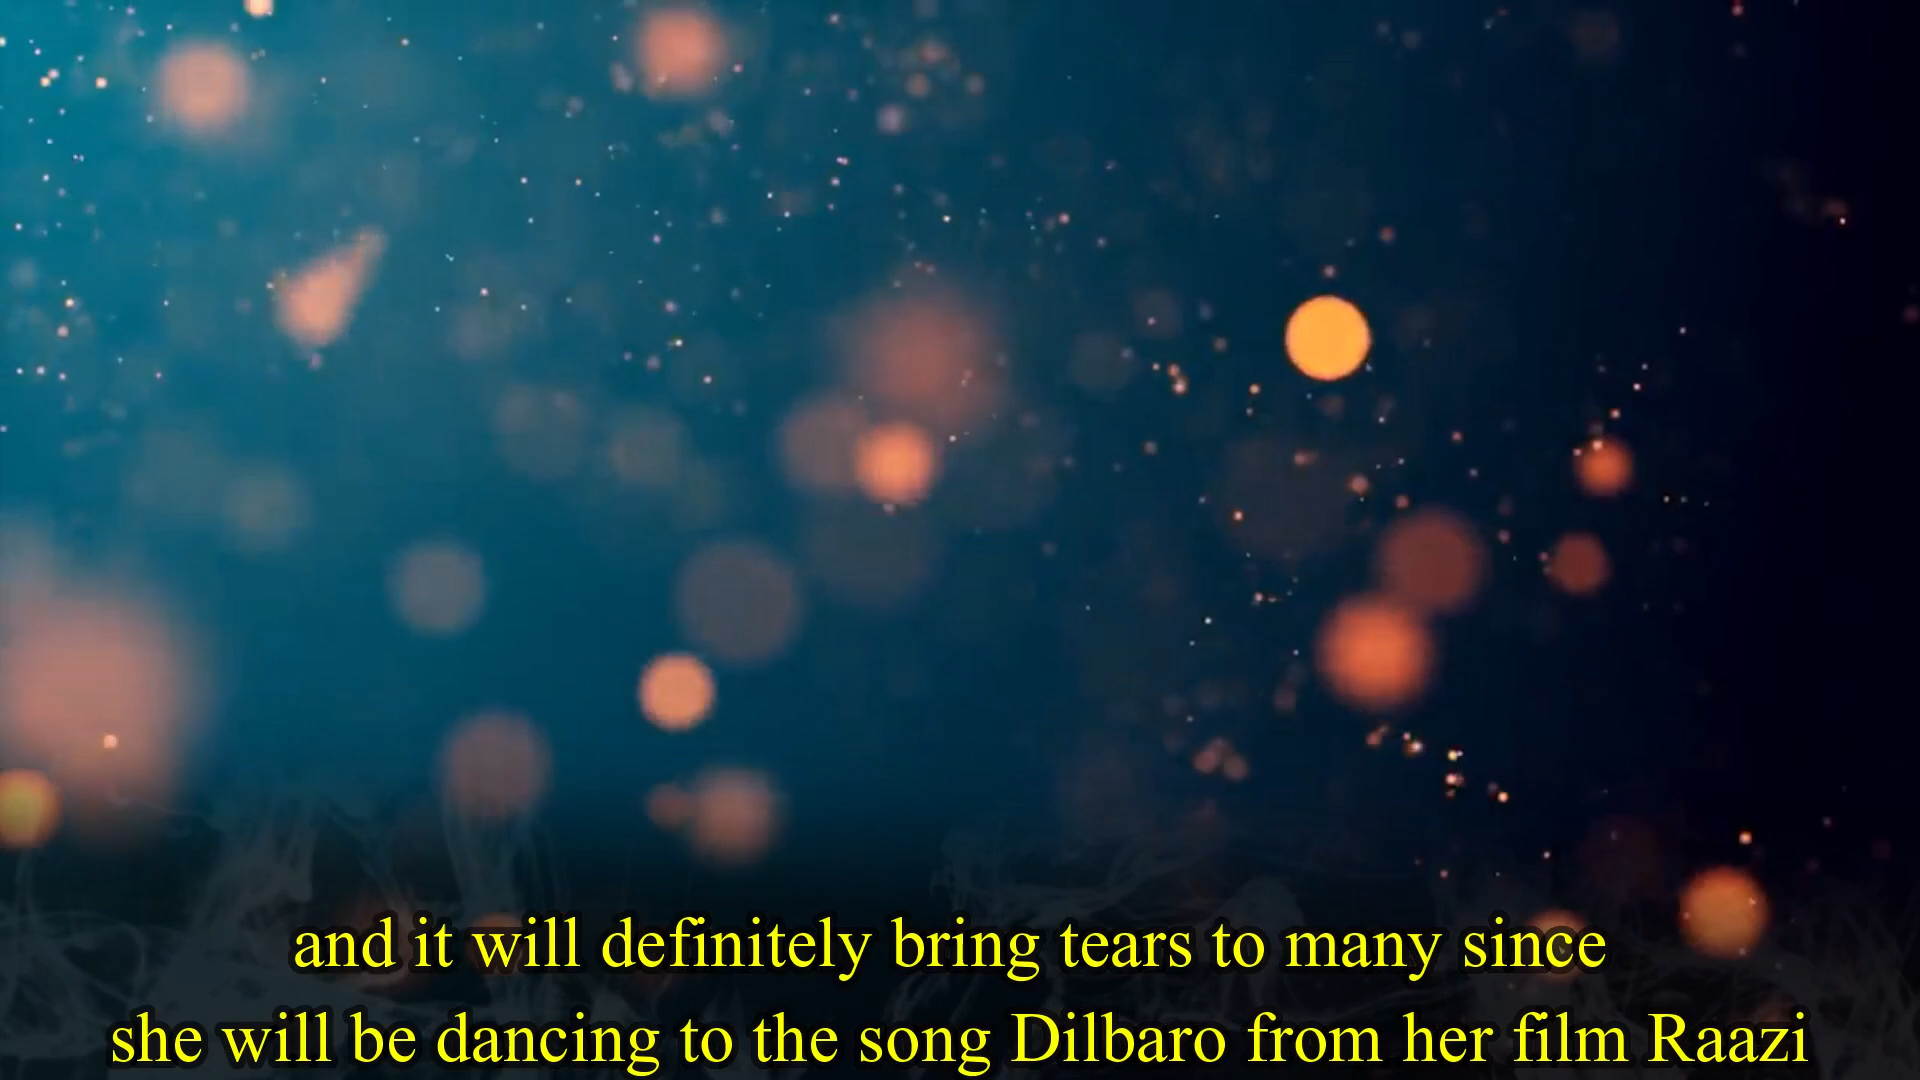 and it will definitely bring tears to many since
she will be dancing to the song Dilbaro from her film Raazi